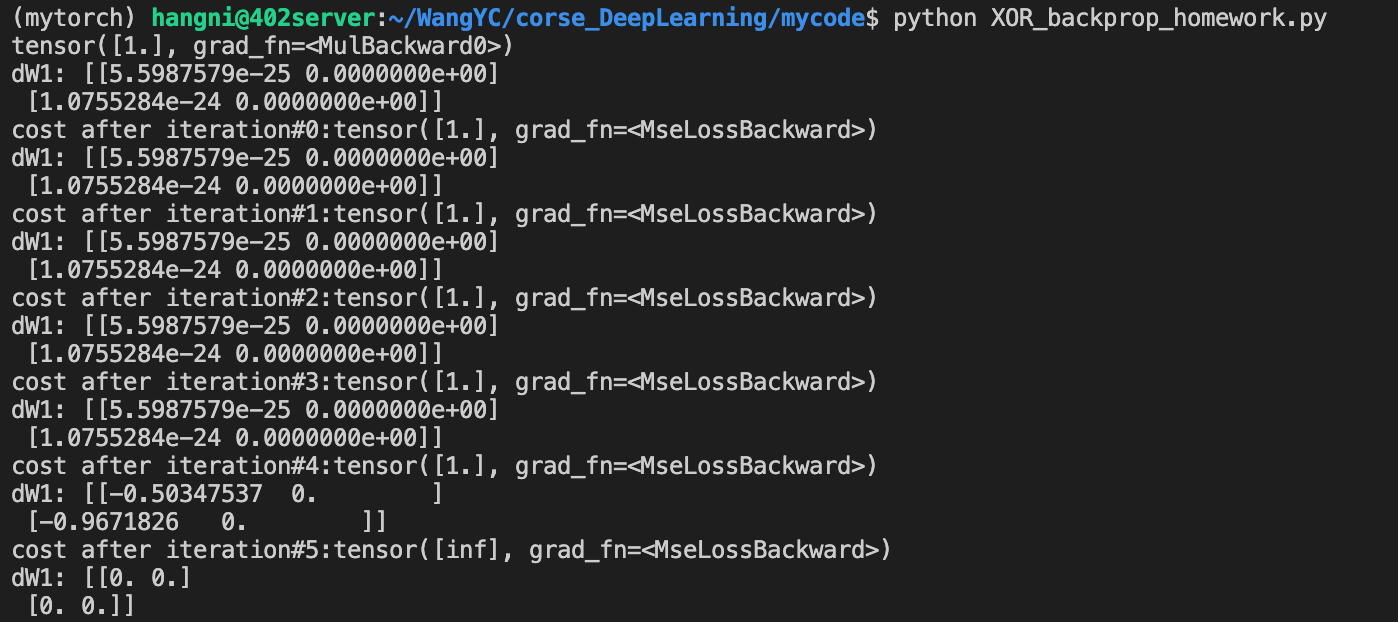 (mytorch) hangni@402server:~/WangYC/corse_DeepLearning/mycode$ python XOR_backprop_homework.py
tensor([1.], grad_fn=<MulBackward0>)
dW1: [[5.5987579e-25 0.0000000e+00]
 [1.0755284e-24 0.0000000e+00]]
cost after iteration#0:tensor([1.], grad_fn=<MseLossBackward>)
dW1: [[5.5987579e-25 0.0000000e+00]
 [1.0755284e-24 0.0000000e+00]]
cost after iteration#1:tensor([1.], grad_fn=<MseLossBackward>)
dW1: [[5.5987579e-25 0.0000000e+00]
 [1.0755284e-24 0.0000000e+00]]
cost after iteration#2:tensor([1.], grad_fn=<MseLossBackward>)
dW1: [[5.5987579e-25 0.0000000e+00]
 [1.0755284e-24 0.0000000e+00]]
cost after iteration#3:tensor([1.], grad_fn=<MseLossBackward>)
dW1: [[5.5987579e-25 0.0000000e+00]
 [1.0755284e-24 0.0000000e+00]]
cost after iteration#4:tensor([1.], grad_fn=<MseLossBackward>)
dW1: [[-0.50347537  0.        ]
 [-0.9671826   0.        ]]
cost after iteration#5:tensor([inf], grad_fn=<MseLossBackward>)
dW1: [[0. 0.]
 [0. 0.]]